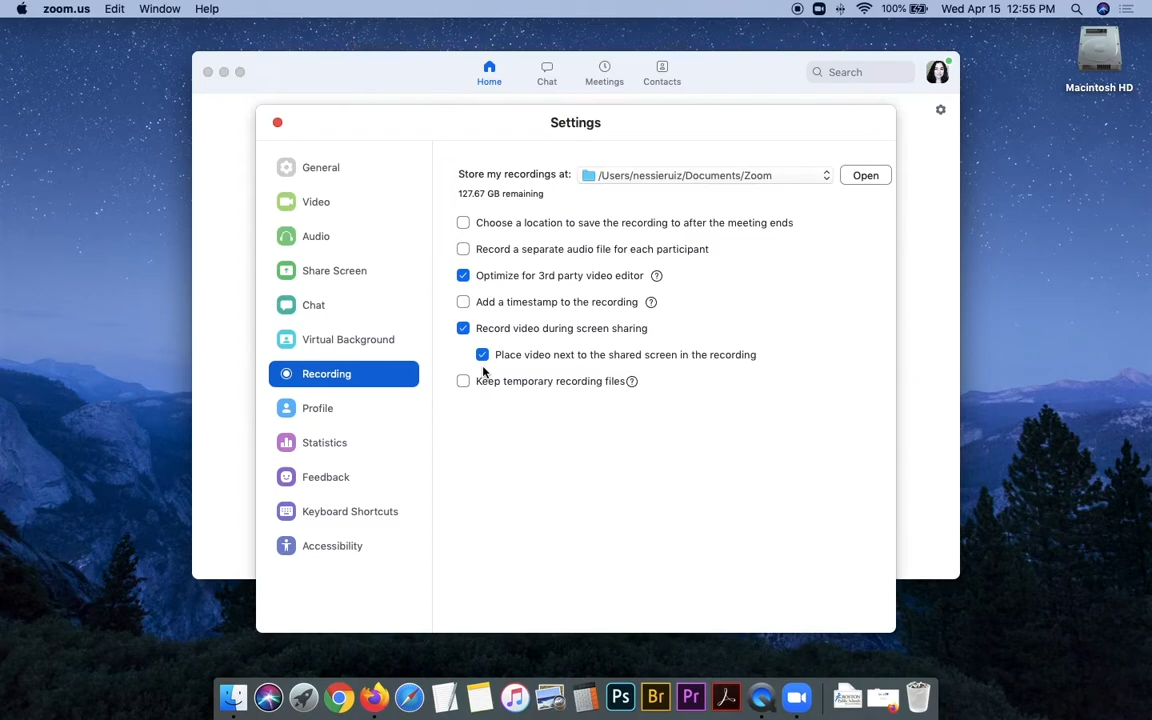 zoom.us Edit Window Help 100% Wed Apr 15 12:55 PM
Macintosh HD
Home Chat Meetings Contacts Search
Settings
General
Video
Audio
Share Screen
Chat
Virtual Background
Recording
Profile
Statistics
Feedback
Keyboard Shortcuts
Accessibility
Store my recordings at: /Users/nessieruiz/Documents/Zoom Open
127.67 GB remaining
Choose a location to save the recording to after the meeting ends
Record a separate audio file for each participant
Optimize for 3rd party video editor ?
Add a timestamp to the recording ?
Record video during screen sharing
Place video next to the shared screen in the recording
Keep temporary recording files ?
Ps Br Pr